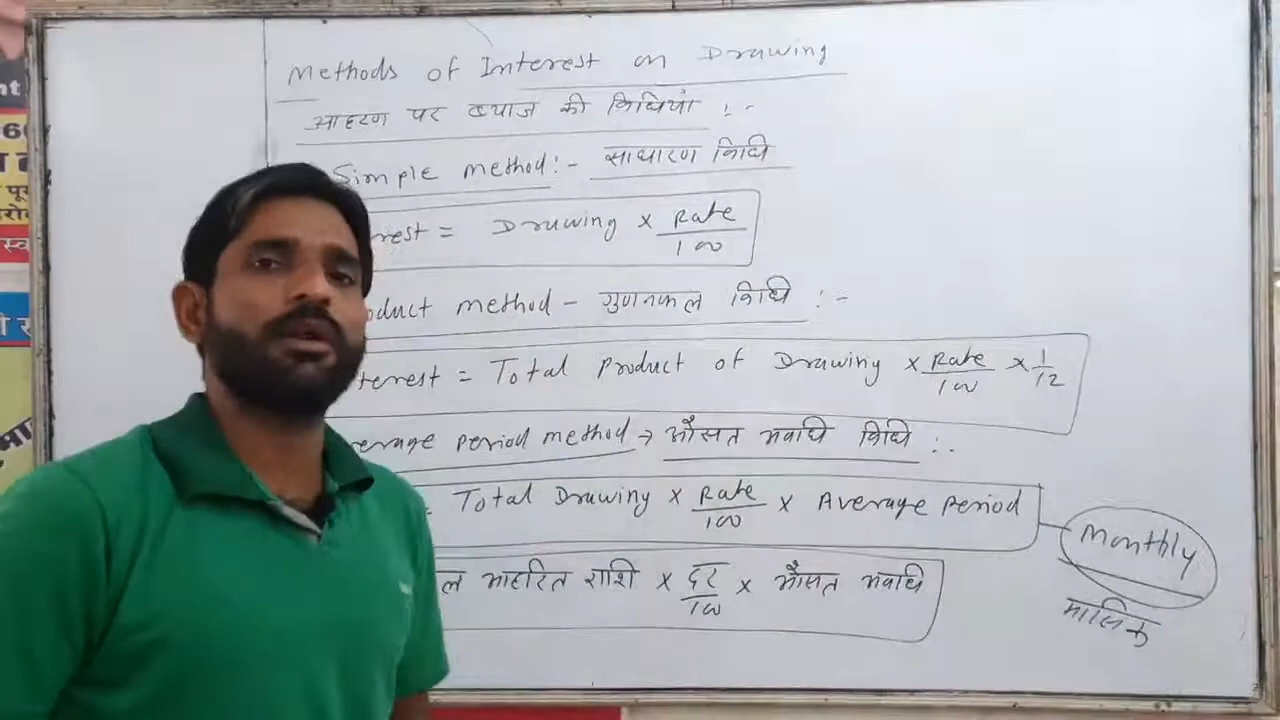 Methods of Interest on Drawing
आहरण पर ब्याज की विधियां :-
Simple method :- साधारण विधि
rest = Drawing × Rate/100
oduct method - गुणनफल विधि :-
terest = Total Product of Drawing × Rate/100 × 1/12
erage period method → औसत अवधि विधि :.
= Total Drawing × Rate/100 × Average Period
Monthly
ल आहरित राशि × दर/100 × औसत अवधि
मासिक